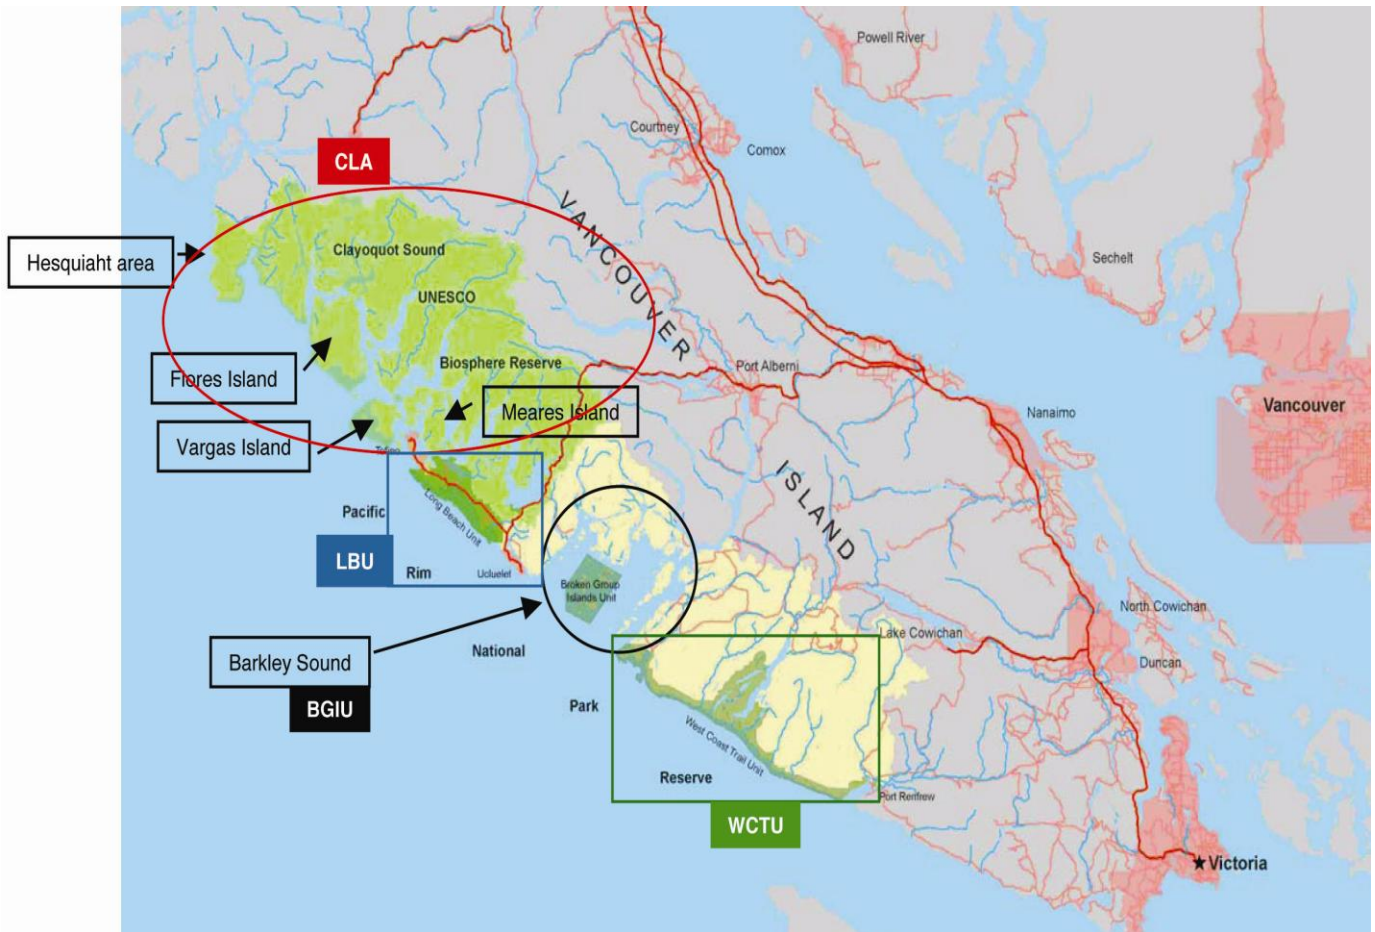 Powell River
Courtney
Comox
CLA
VANCOUVER
Hesquiaht area
Clayoquot Sound
Sechelt
UNESCO
Biosphere Reserve
Port Alberni
Flores Island
Meares Island
Nanaimo
Vancouver
Vargas Island
Tofino
ISLAND
Pacific
Long Beach Unit
LBU
Rim
Ucluelet
Broken Group
Islands Unit
North Cowichan
Lake Cowichan
National
Barkley Sound
Duncan
BGIU
Park
West Coast Trail Unit
Reserve
Port Renfrew
WCTU
Victoria